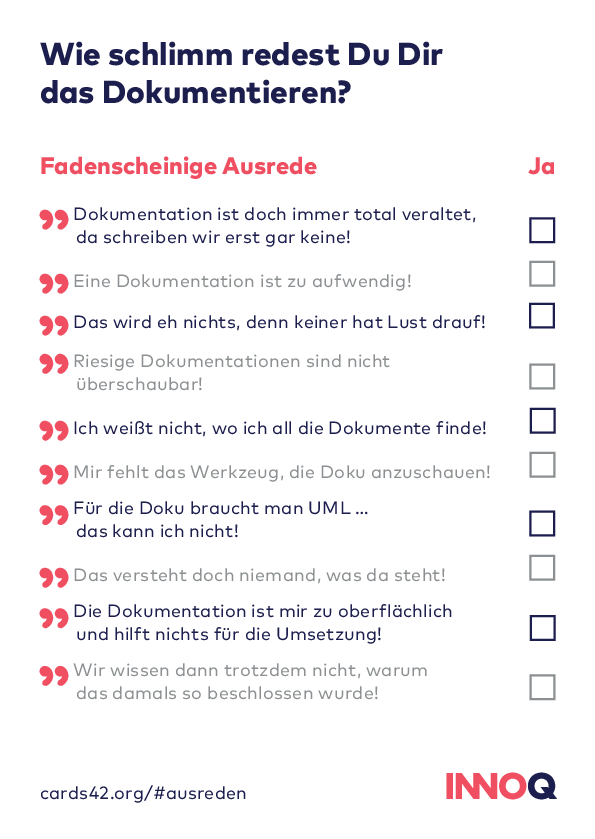 Wie schlimm redest Du Dir
das Dokumentieren?
Fadenscheinige Ausrede Ja
❞ Dokumentation ist doch immer total veraltet,
da schreiben wir erst gar keine!
❞ Eine Dokumentation ist zu aufwendig!
❞ Das wird eh nichts, denn keiner hat Lust drauf!
❞ Riesige Dokumentationen sind nicht
überschaubar!
❞ Ich weißt nicht, wo ich all die Dokumente finde!
❞ Mir fehlt das Werkzeug, die Doku anzuschauen!
❞ Für die Doku braucht man UML ...
das kann ich nicht!
❞ Das versteht doch niemand, was da steht!
❞ Die Dokumentation ist mir zu oberflächlich
und hilft nichts für die Umsetzung!
❞ Wir wissen dann trotzdem nicht, warum
das damals so beschlossen wurde!
cards42.org/#ausreden INNOQ